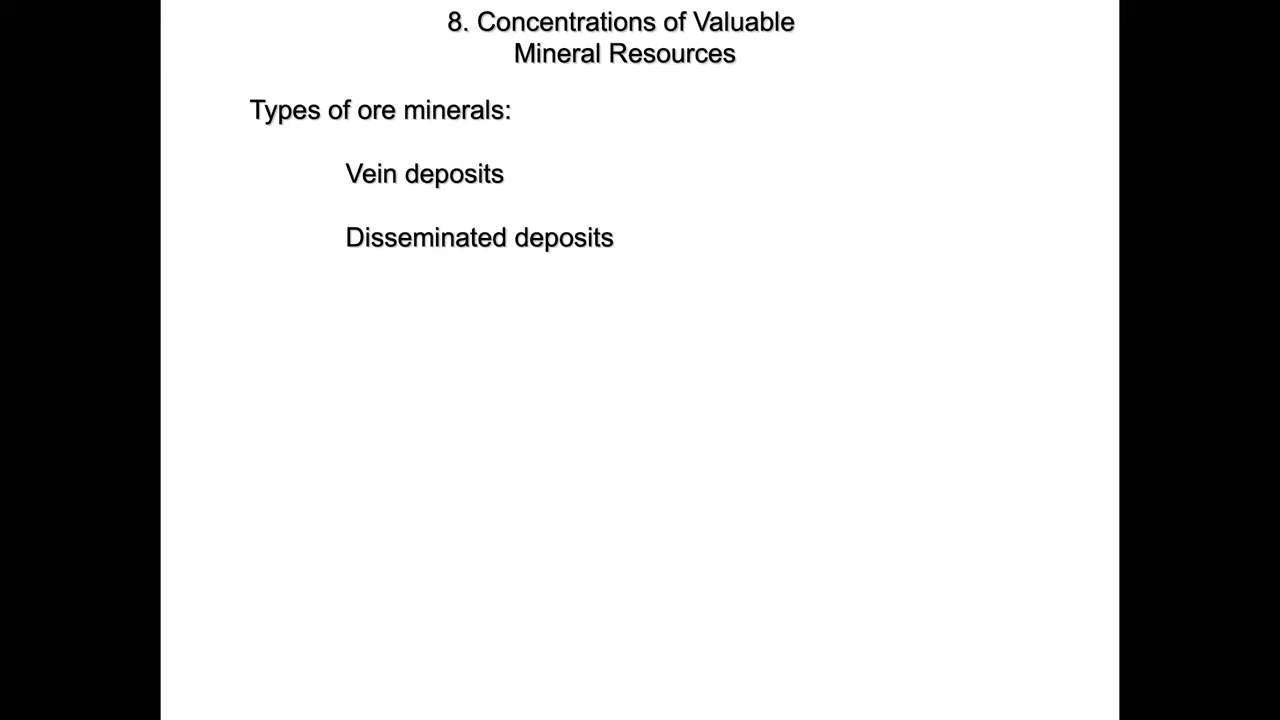 8. Concentrations of Valuable
Mineral Resources
Types of ore minerals:
Vein deposits
Disseminated deposits